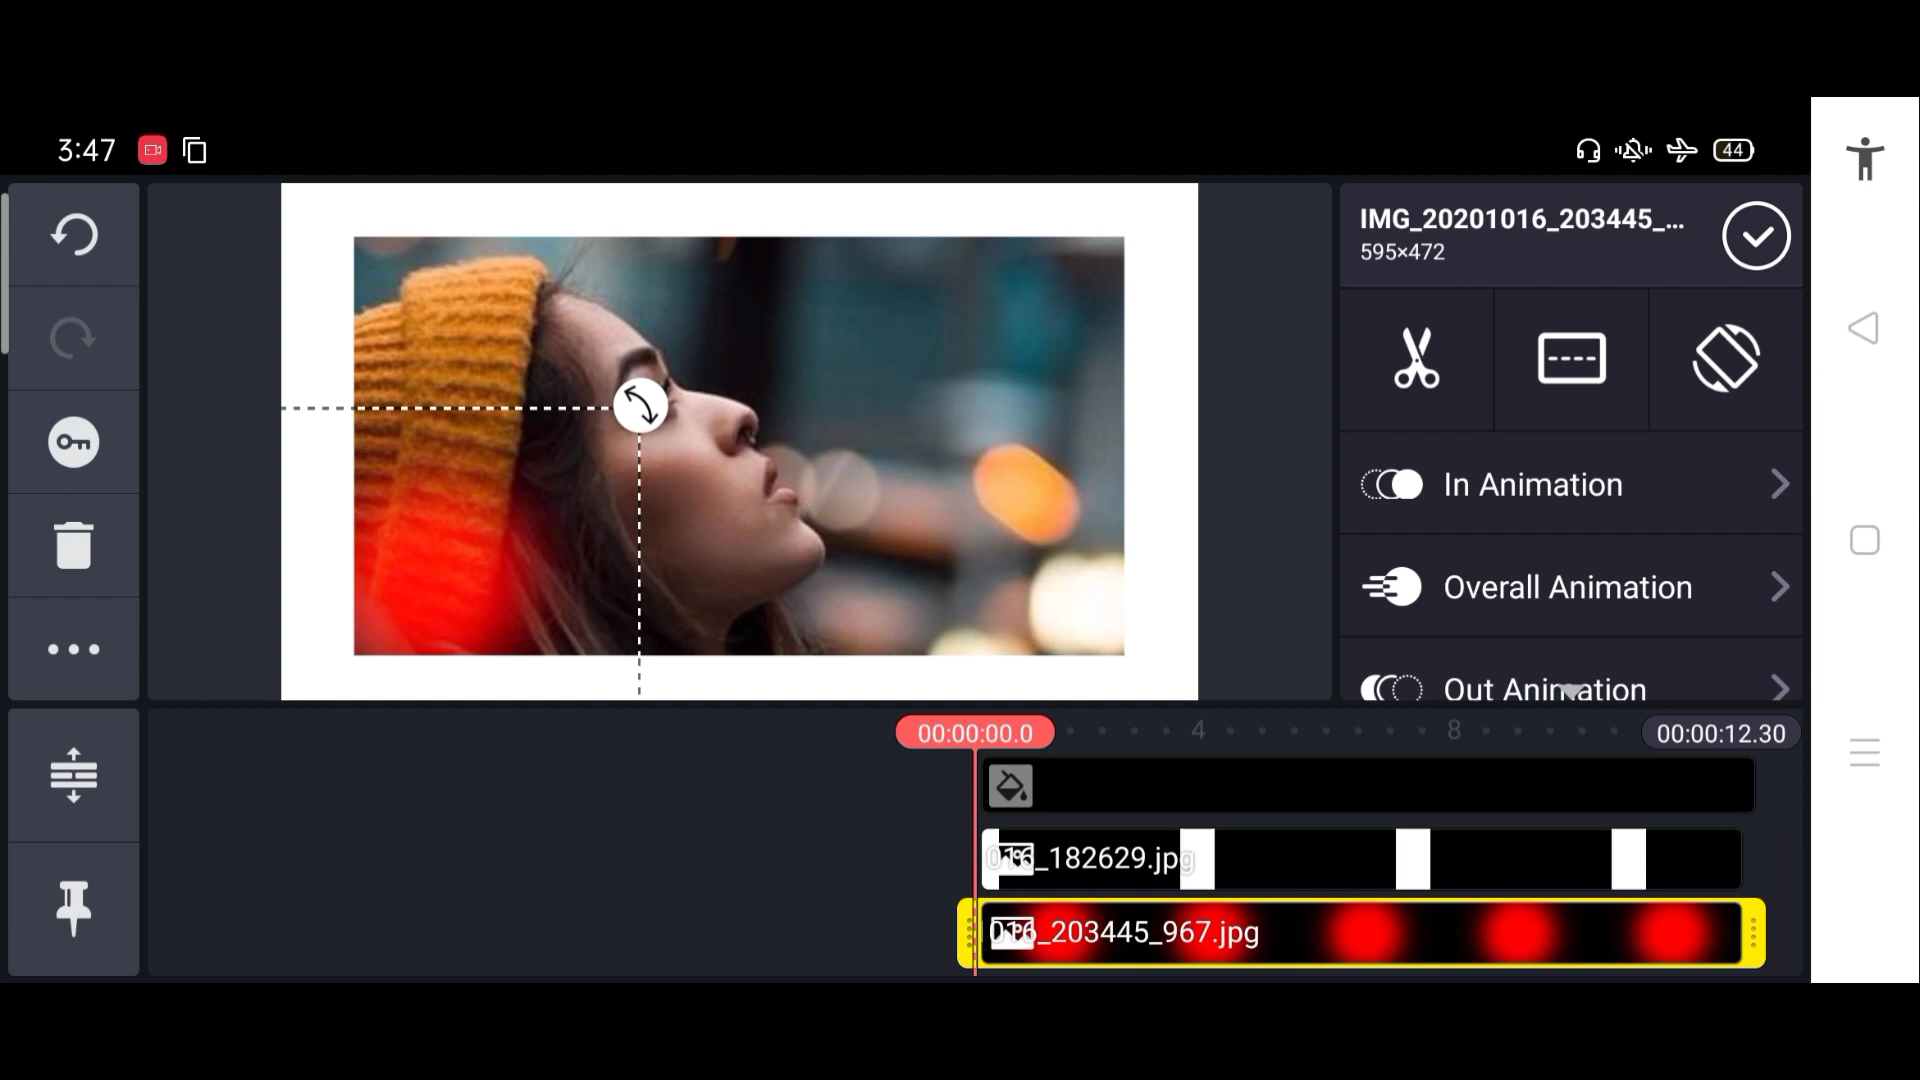 3:47
44
IMG_20201016_203445_...
595×472
In Animation
Overall Animation
Out Animation
00:00:00.0
4
8
00:00:12.30
016_182629.jpg
016_203445_967.jpg